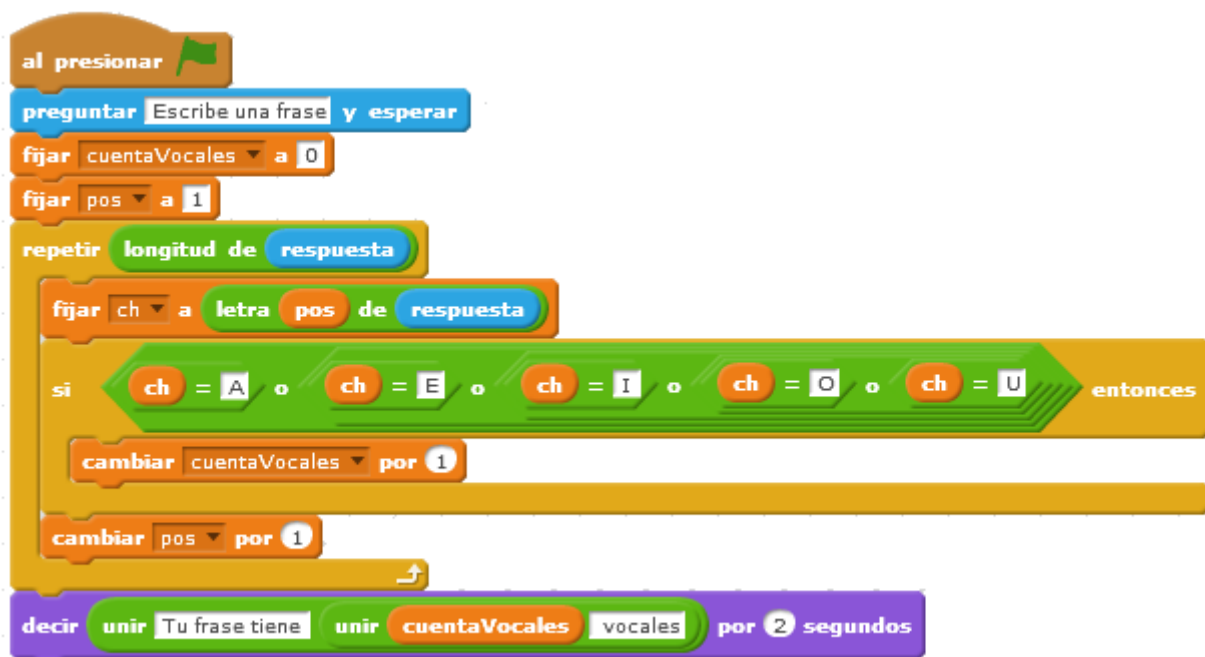 al presionar
preguntar Escribe una frase y esperar
fijar cuentaVocales a 0
fijar pos a 1
repetir longitud de respuesta
fijar ch a letra pos de respuesta
si ch = A o ch = E o ch = I o ch = O o ch = U entonces
cambiar cuentaVocales por 1
cambiar pos por 1
decir unir Tu frase tiene unir cuentaVocales vocales por 2 segundos